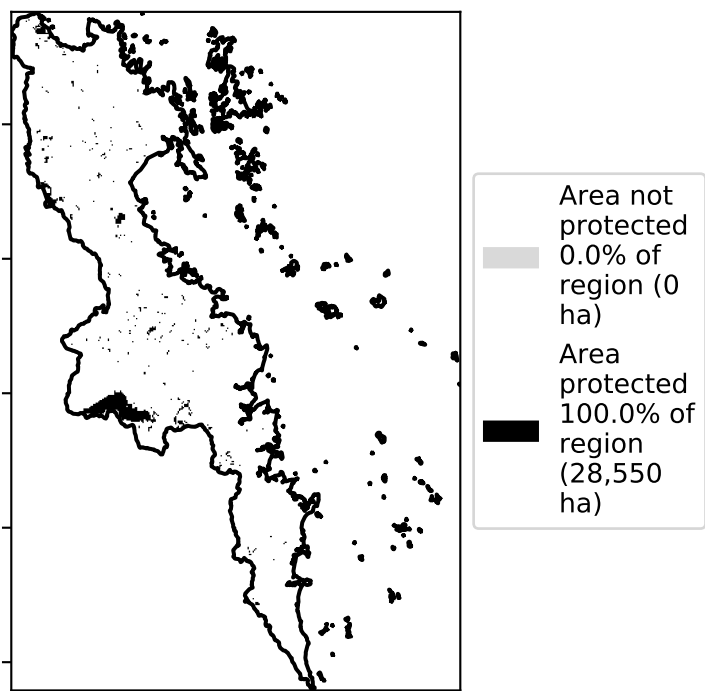 Area not
protected
0.0% of
region (0
ha)
Area
protected
100.0% of
region
(28,550
ha)